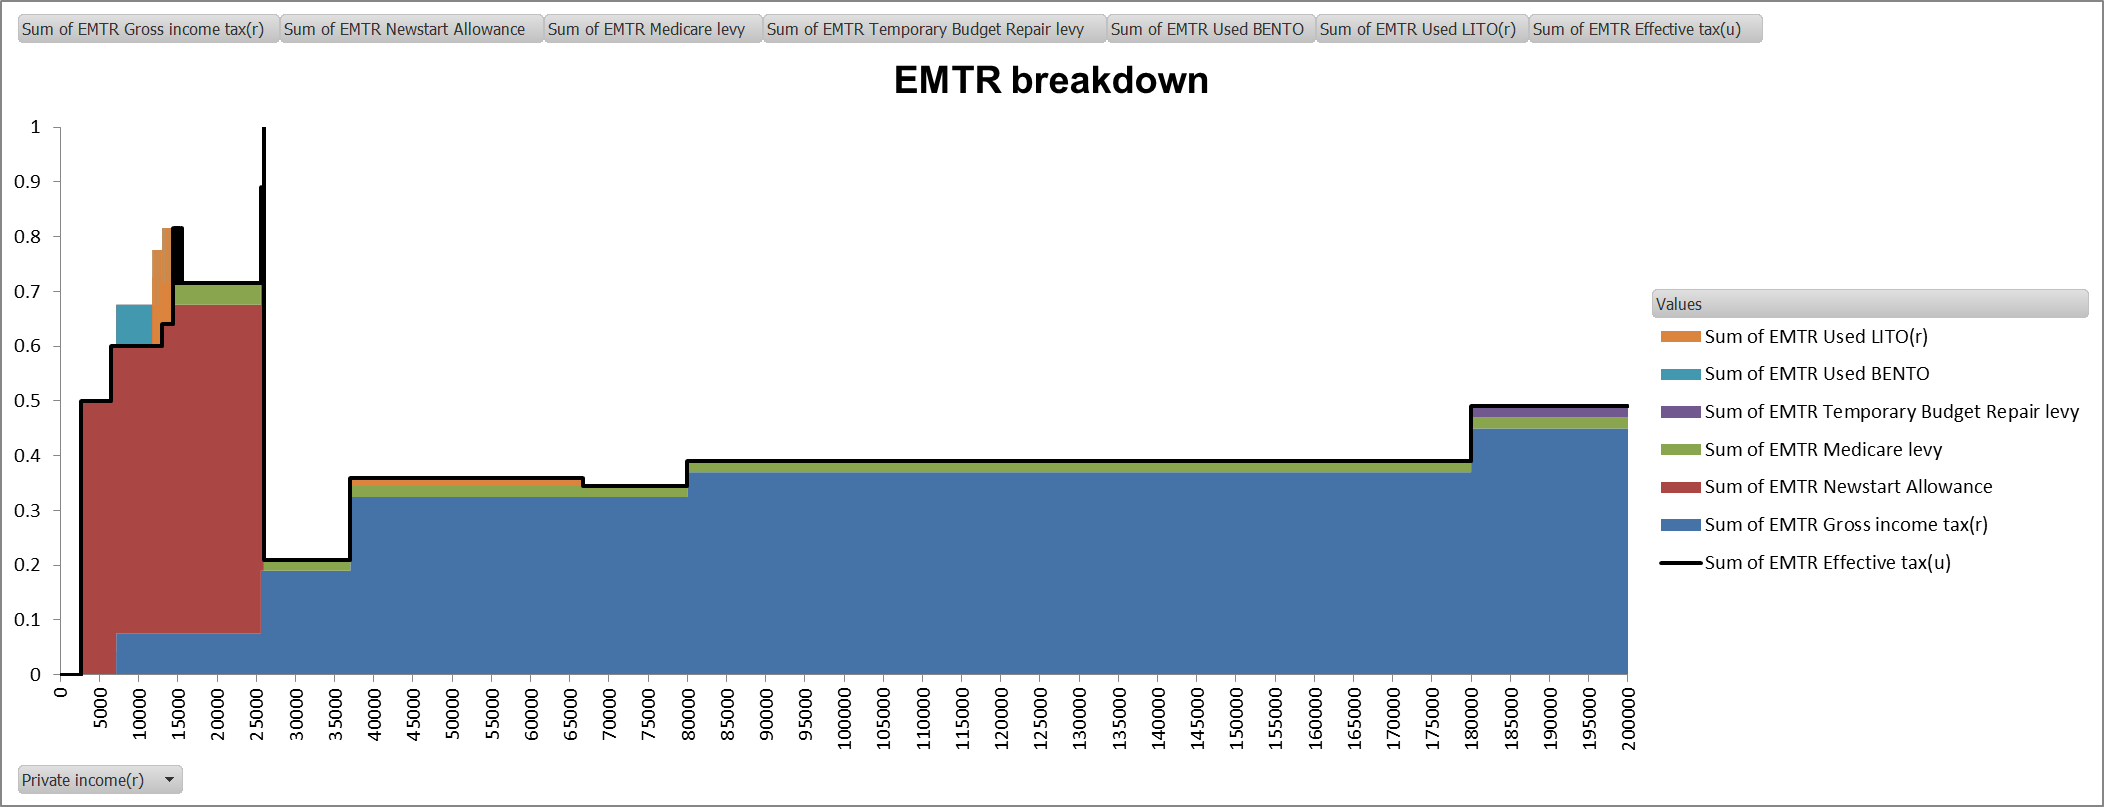 Sum of EMTR Gross income tax(r) Sum of EMTR Newstart Allowance Sum of EMTR Medicare levy Sum of EMTR Temporary Budget Repair levy Sum of EMTR Used BENTO Sum of EMTR Used LITO(r) Sum of EMTR Effective tax(u)
EMTR breakdown
1
0.9
0.8
0.7
0.6
0.5
0.4
0.3
0.2
0.1
0
0 5000 10000 15000 20000 25000 30000 35000 40000 45000 50000 55000 60000 65000 70000 75000 80000 85000 90000 95000 100000 105000 110000 115000 120000 125000 130000 135000 140000 145000 150000 155000 160000 165000 170000 175000 180000 185000 190000 195000 200000
Values
Sum of EMTR Used LITO(r)
Sum of EMTR Used BENTO
Sum of EMTR Temporary Budget Repair levy
Sum of EMTR Medicare levy
Sum of EMTR Newstart Allowance
Sum of EMTR Gross income tax(r)
Sum of EMTR Effective tax(u)
Private income(r)